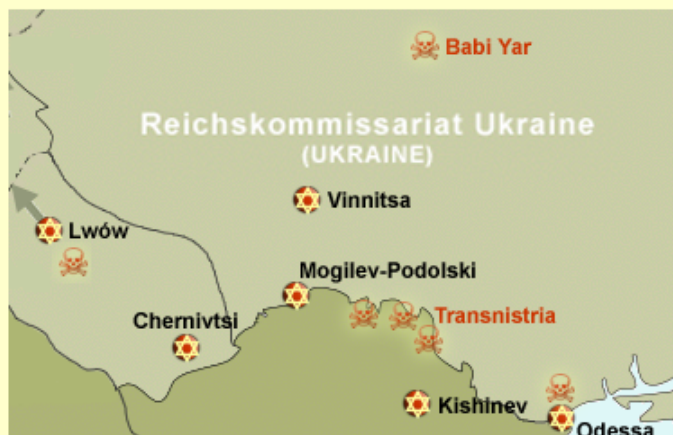 Babi Yar
Reichskommissariat Ukraine
(UKRAINE)
Vinnitsa
Lwów
Mogilev-Podolski
Chernivtsi
Transnistria
Kishinev
Odessa